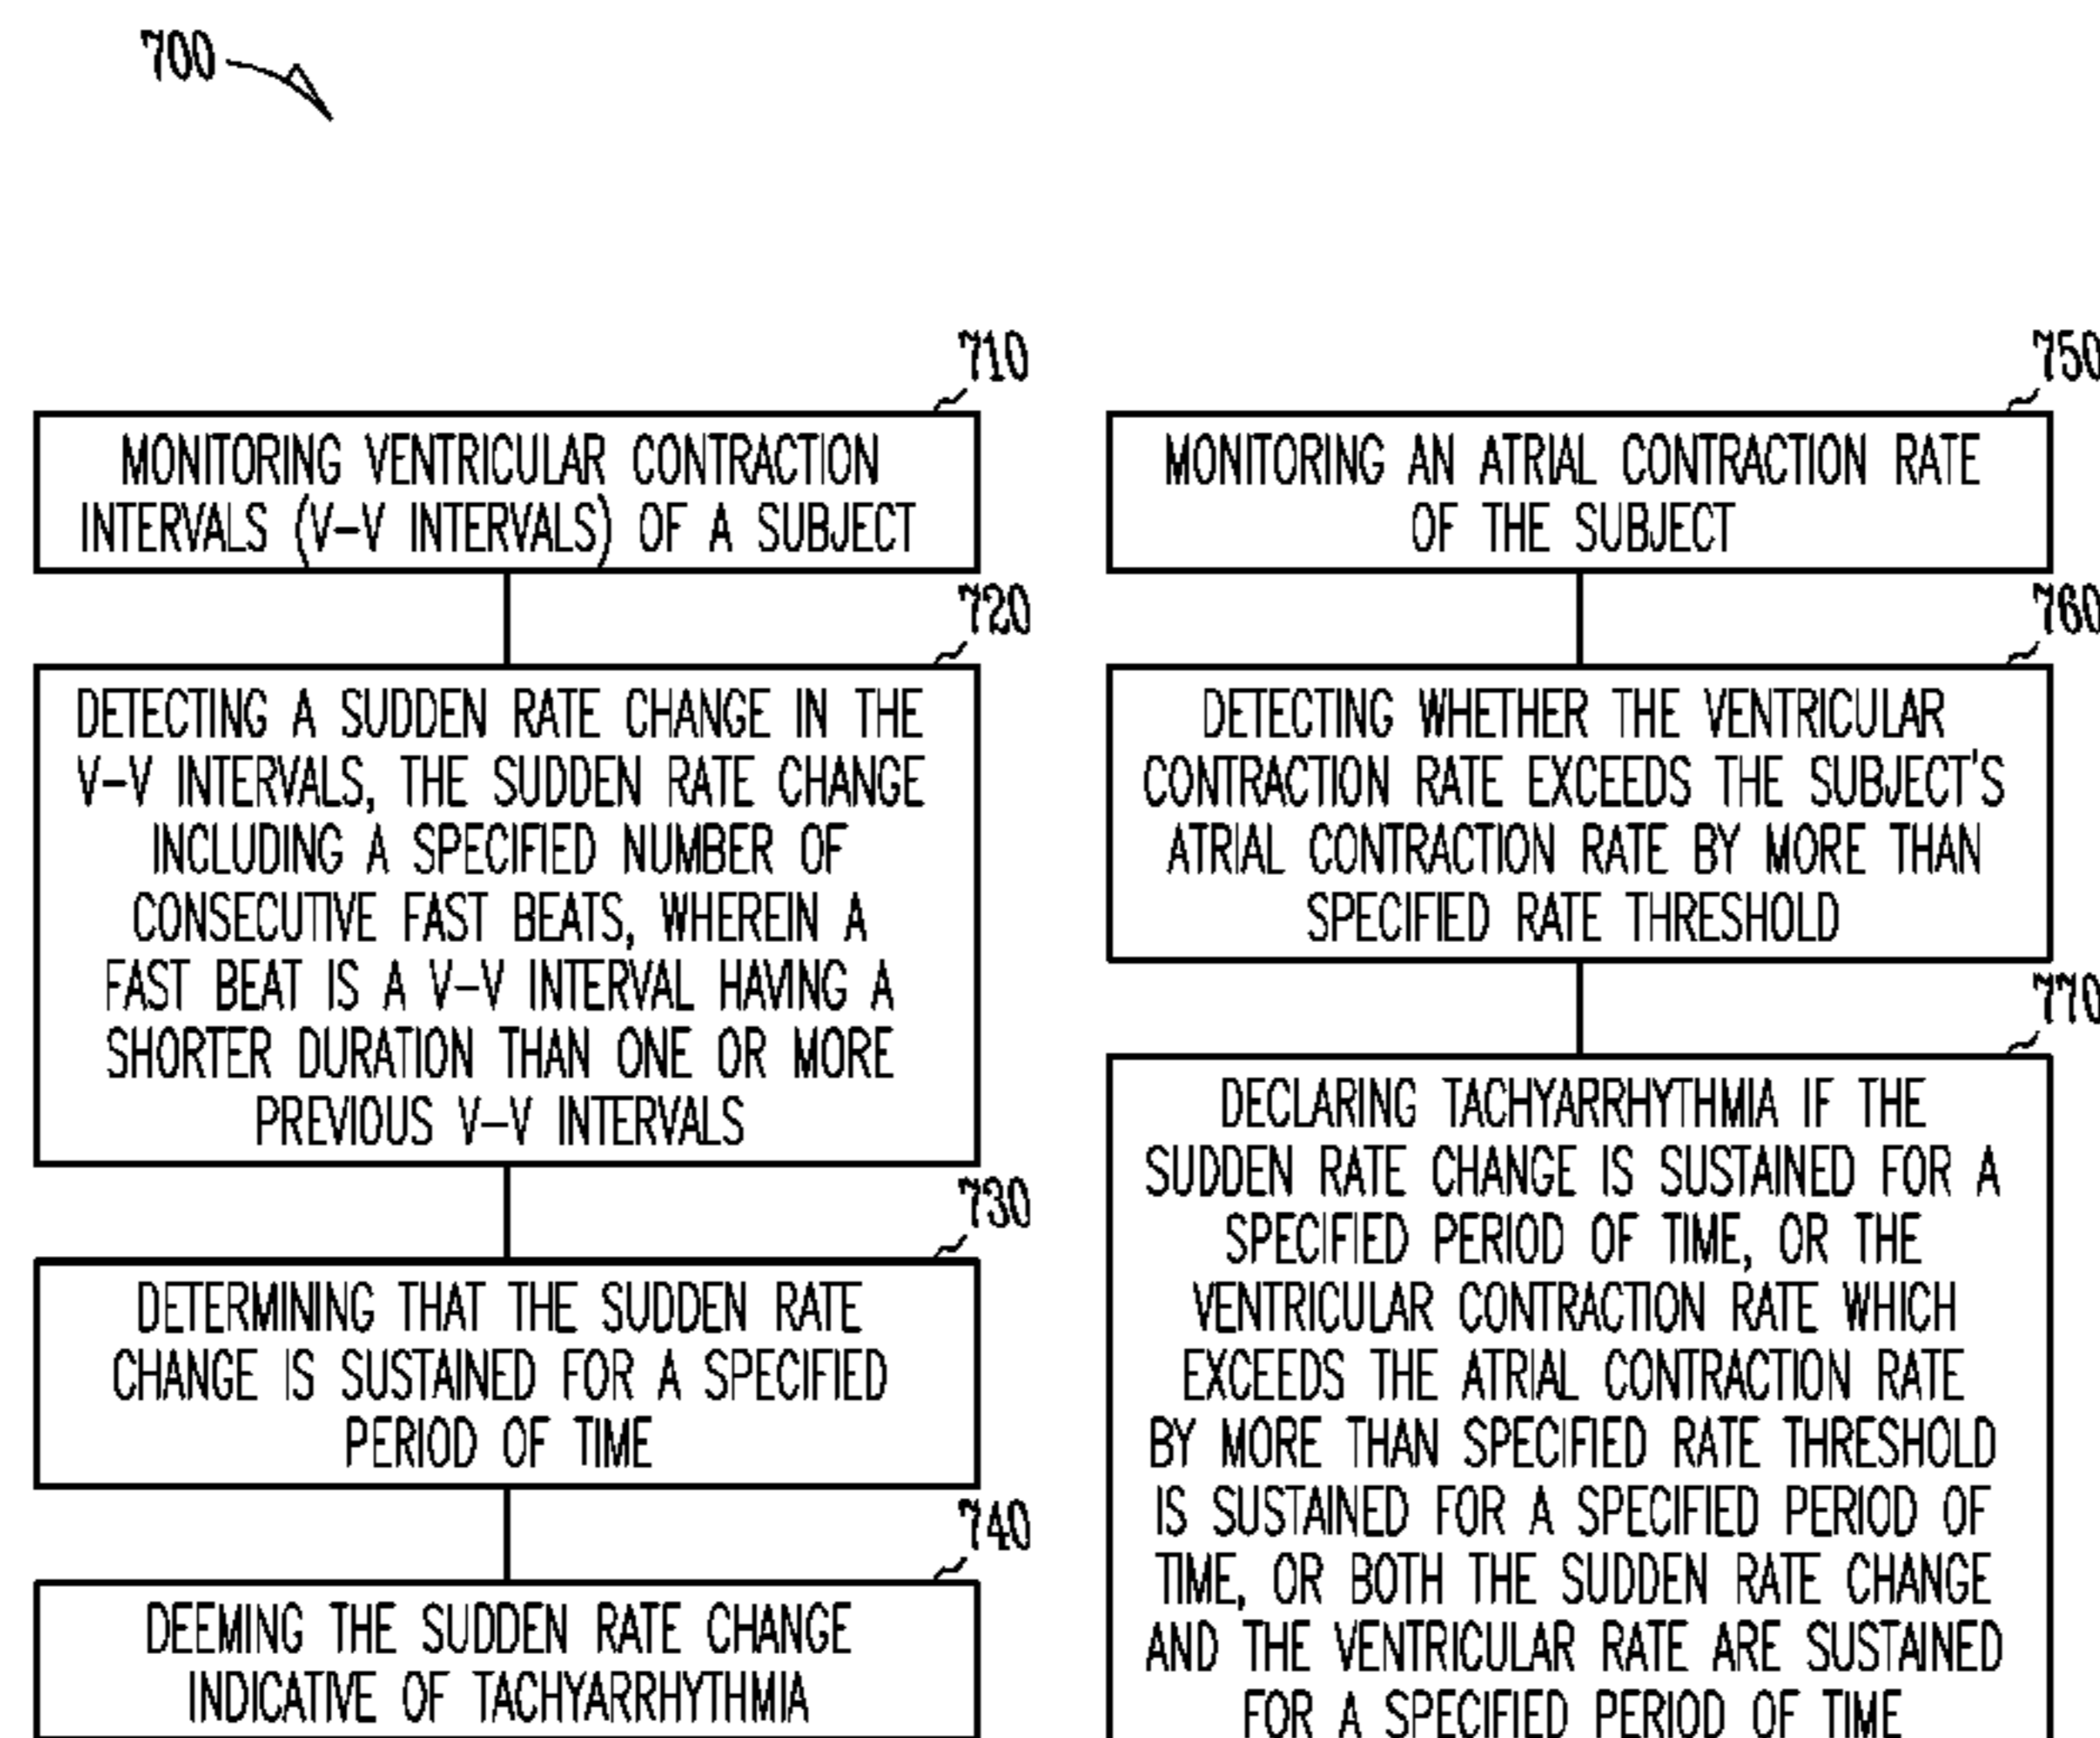 700
710
MONITORING VENTRICULAR CONTRACTION
INTERVALS (V-V INTERVALS) OF A SUBJECT
720
DETECTING A SUDDEN RATE CHANGE IN THE
V-V INTERVALS, THE SUDDEN RATE CHANGE
INCLUDING A SPECIFIED NUMBER OF
CONSECUTIVE FAST BEATS, WHEREIN A
FAST BEAT IS A V-V INTERVAL HAVING A
SHORTER DURATION THAN ONE OR MORE
PREVIOUS V-V INTERVALS
730
DETERMINING THAT THE SUDDEN RATE
CHANGE IS SUSTAINED FOR A SPECIFIED
PERIOD OF TIME
740
DEEMING THE SUDDEN RATE CHANGE
INDICATIVE OF TACHYARRHYTHMIA
750
MONITORING AN ATRIAL CONTRACTION RATE
OF THE SUBJECT
760
DETECTING WHETHER THE VENTRICULAR
CONTRACTION RATE EXCEEDS THE SUBJECT'S
ATRIAL CONTRACTION RATE BY MORE THAN
SPECIFIED RATE THRESHOLD
770
DECLARING TACHYARRHYTHMIA IF THE
SUDDEN RATE CHANGE IS SUSTAINED FOR A
SPECIFIED PERIOD OF TIME, OR THE
VENTRICULAR CONTRACTION RATE WHICH
EXCEEDS THE ATRIAL CONTRACTION RATE
BY MORE THAN SPECIFIED RATE THRESHOLD
IS SUSTAINED FOR A SPECIFIED PERIOD OF
TIME, OR BOTH THE SUDDEN RATE CHANGE
AND THE VENTRICULAR RATE ARE SUSTAINED
FOR A SPECIFIED PERIOD OF TIME